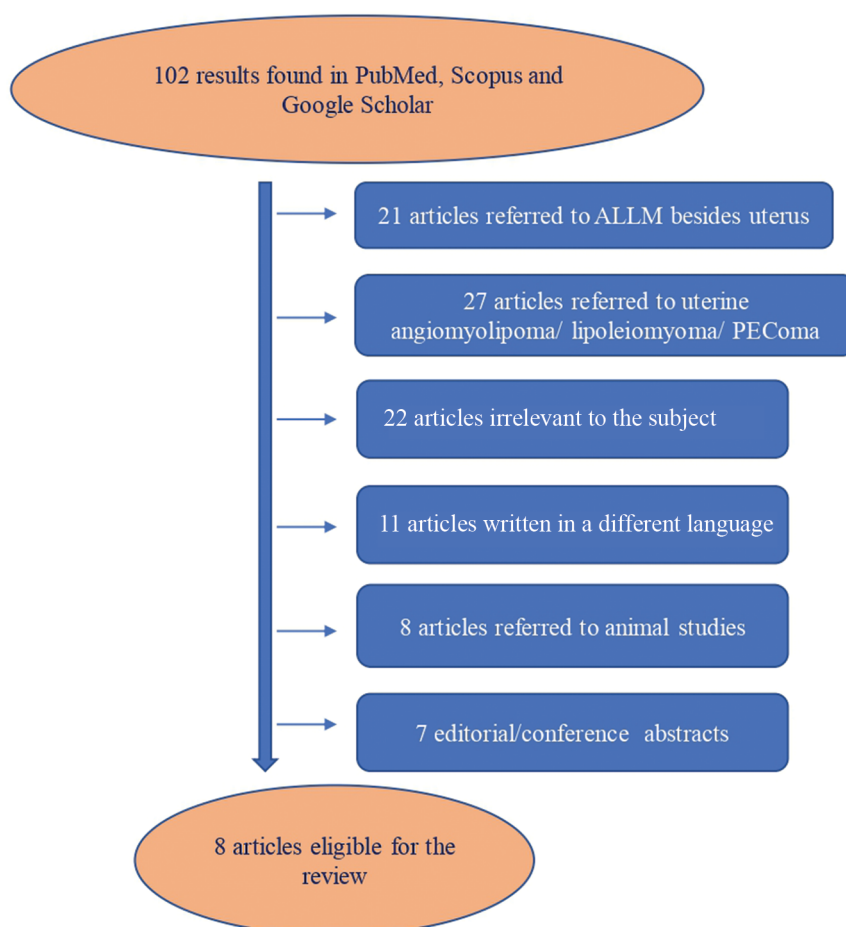 102 results found in PubMed, Scopus and
Google Scholar
21 articles referred to ALLM besides uterus
27 articles referred to uterine
angiomyolipoma/ lipoleiomyoma/ PEComa
22 articles irrelevant to the subject
11 articles written in a different language
8 articles referred to animal studies
7 editorial/conference abstracts
8 articles eligible for the
review